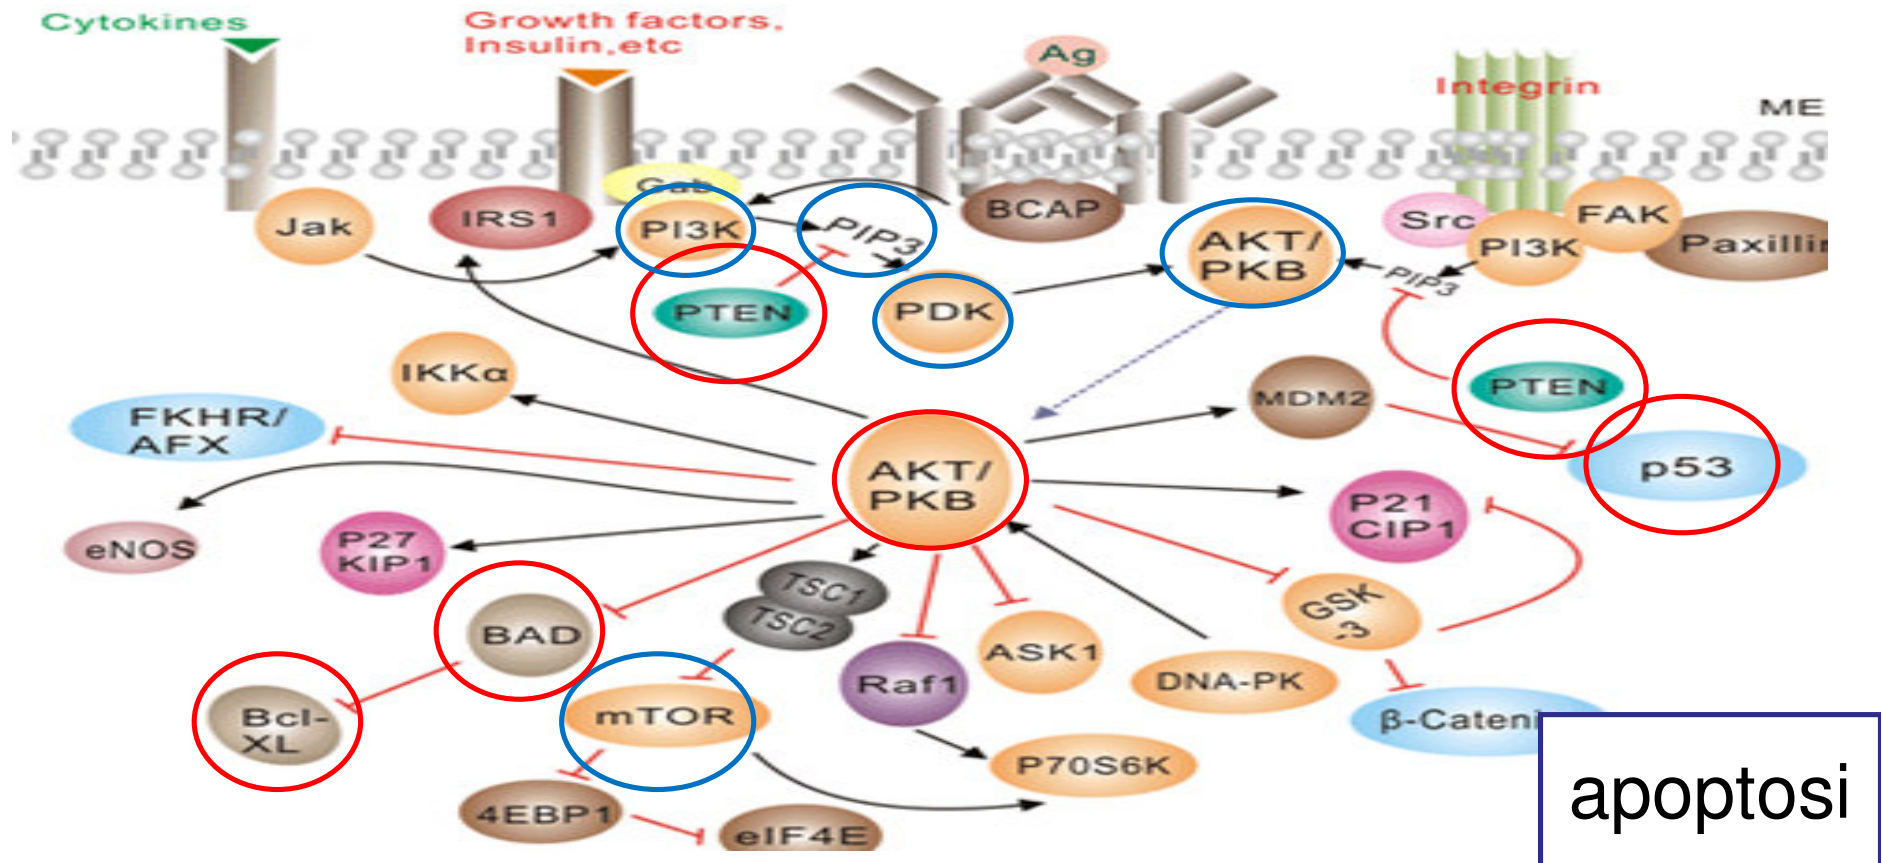 Cytokines
Growth factors,
Insulin,etc
Ag
Integrin
ME
Gab
Jak
IRS1
PI3K
PIP3
BCAP
AKT/
PKB
Src
PI3K
FAK
Paxillin
PIP3
PTEN
PDK
IKKα
FKHR/
AFX
MDM2
PTEN
p53
AKT/
PKB
eNOS
P27
KIP1
P21
CIP1
BAD
TSC1
TSC2
GSK
-3
ASK1
Raf1
DNA-PK
Bcl-
XL
mTOR
β-Cateni
P70S6K
4EBP1
eIF4E
apoptosi